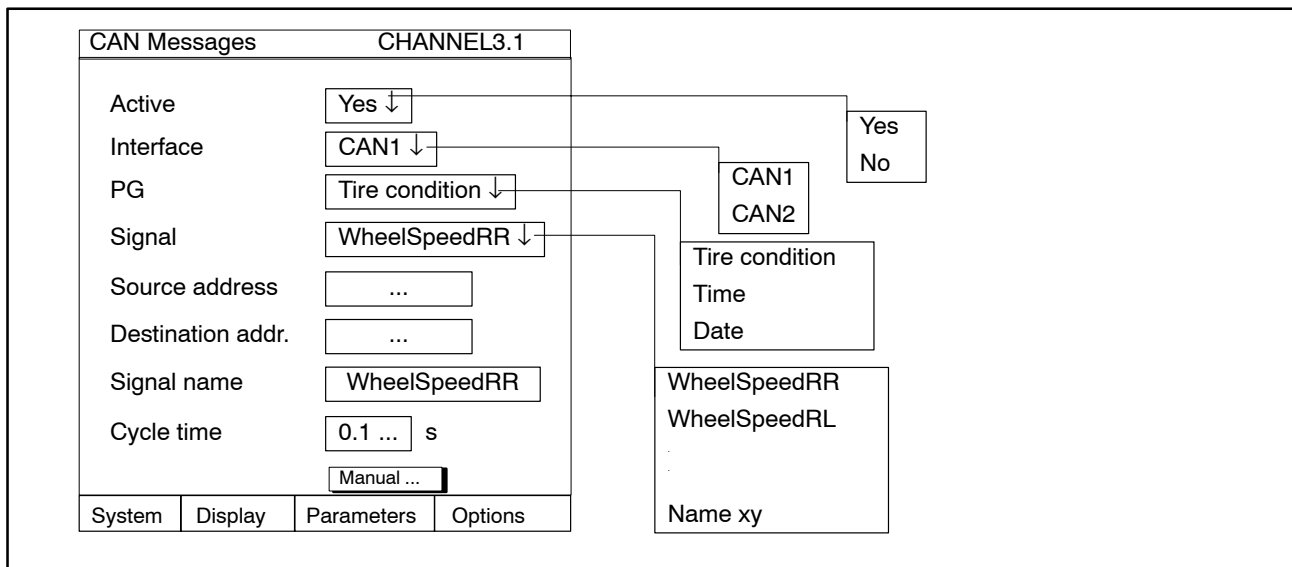 CAN Messages CHANNEL3.1
Active Yes ↓
Interface CAN1 ↓
PG Tire condition ↓
Signal WheelSpeedRR ↓
Source address ...
Destination addr. ...
Signal name WheelSpeedRR
Cycle time 0.1 ... s
Manual ...
System Display Parameters Options
Yes
No
CAN1
CAN2
Tire condition
Time
Date
WheelSpeedRR
WheelSpeedRL
.
.
Name xy